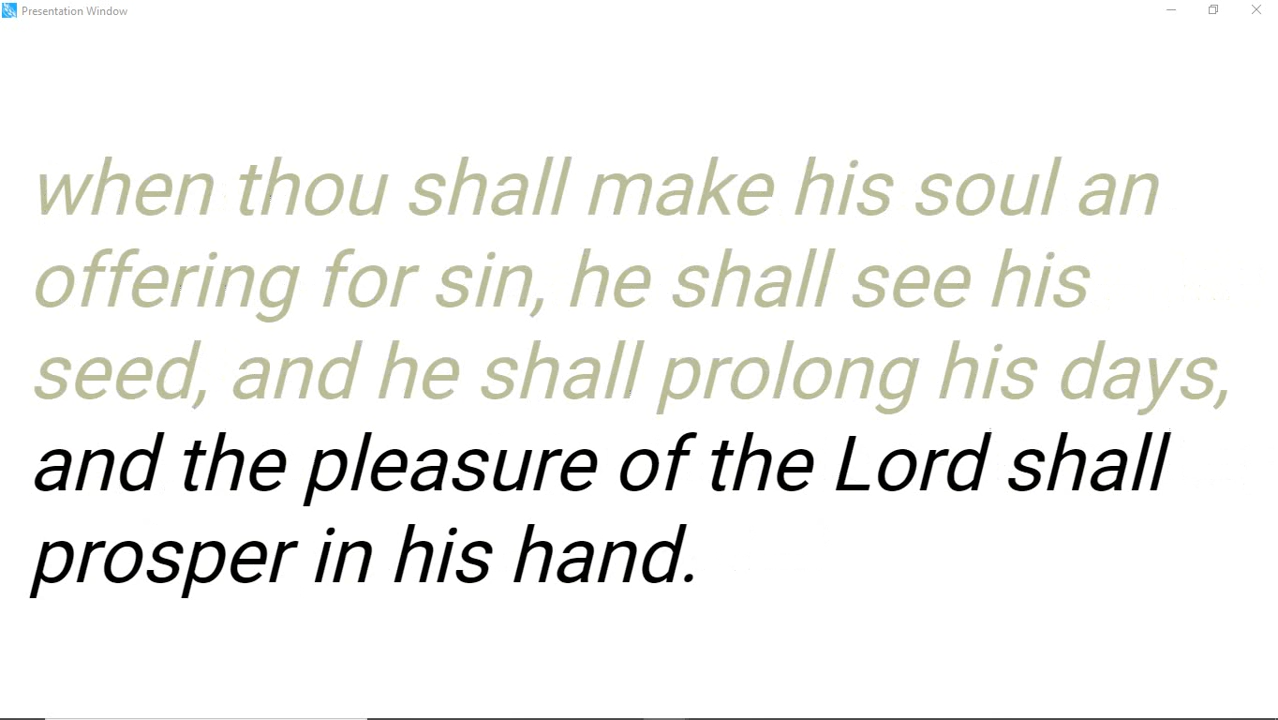 Presentation Window
when thou shall make his soul an
offering for sin, he shall see his
seed, and he shall prolong his days,
and the pleasure of the Lord shall
prosper in his hand.